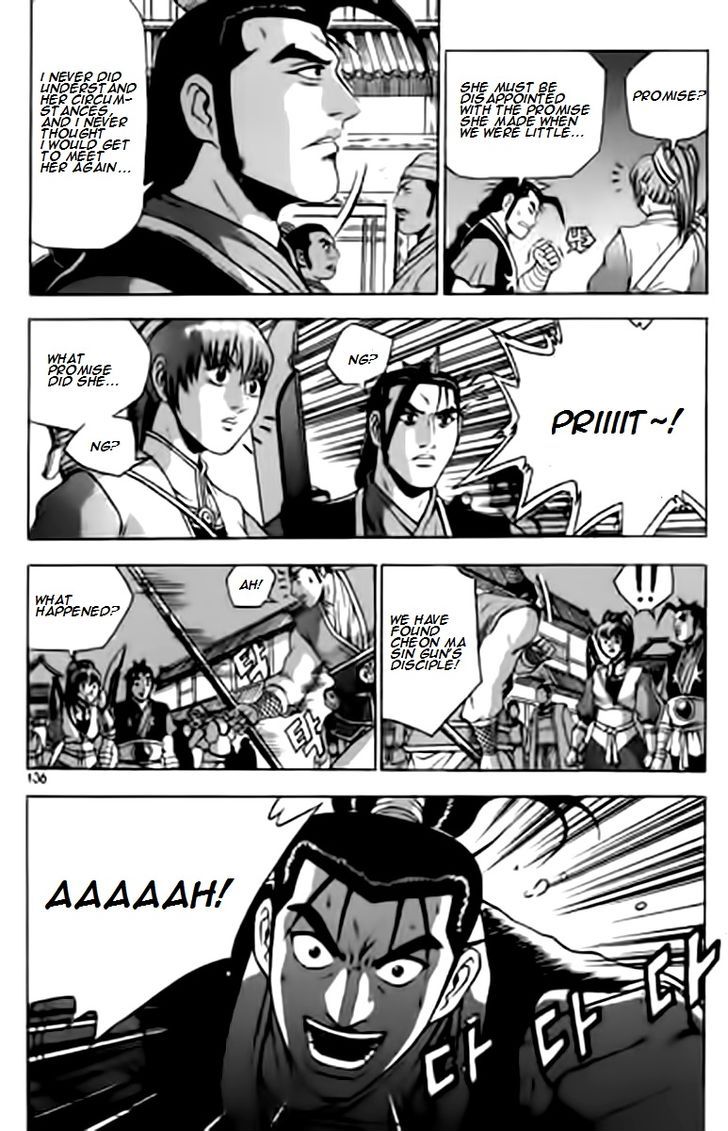 I NEVER DID
UNDERSTAND
HER CIRCUM-
STANCES,
AND I NEVER
THOUGHT
I WOULD GET
TO MEET
HER AGAIN...
SHE MUST BE
DISAPPOINTED
WITH THE PROMISE
SHE MADE WHEN
WE WERE LITTLE...
PROMISE?
WHAT
PROMISE
DID SHE...
NG?
NG?
PRIIIIT~!
WHAT
HAPPENED?
AH!
탁
탁
WE HAVE
FOUND
CHEON MA
SIN GUN'S
DISCIPLE!
!!
136
AAAAAH!
다
다
다
다